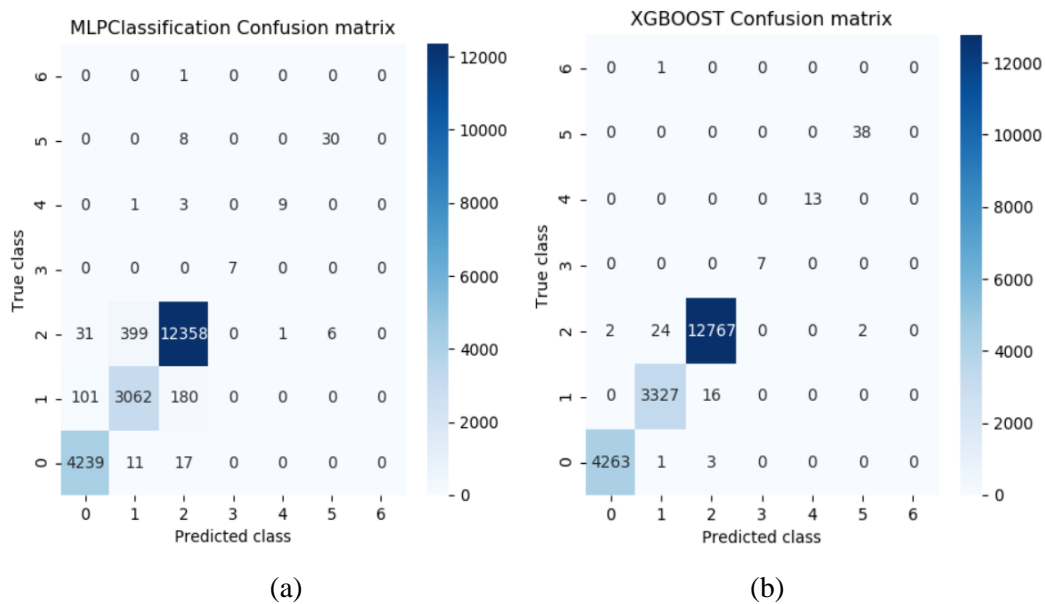 MLPClassification Confusion matrix
6 0 0 1 0 0 0 0
5 0 0 8 0 0 30 0
4 0 1 3 0 9 0 0
3 0 0 0 7 0 0 0
2 31 399 12358 0 1 6 0
1 101 3062 180 0 0 0 0
0 4239 11 17 0 0 0 0
0 1 2 3 4 5 6
Predicted class
True class
12000
10000
8000
6000
4000
2000
0
(a)
XGBOOST Confusion matrix
6 0 1 0 0 0 0 0
5 0 0 0 0 0 38 0
4 0 0 0 0 13 0 0
3 0 0 0 7 0 0 0
2 2 24 12767 0 0 2 0
1 0 3327 16 0 0 0 0
0 4263 1 3 0 0 0 0
0 1 2 3 4 5 6
Predicted class
True class
12000
10000
8000
6000
4000
2000
0
(b)